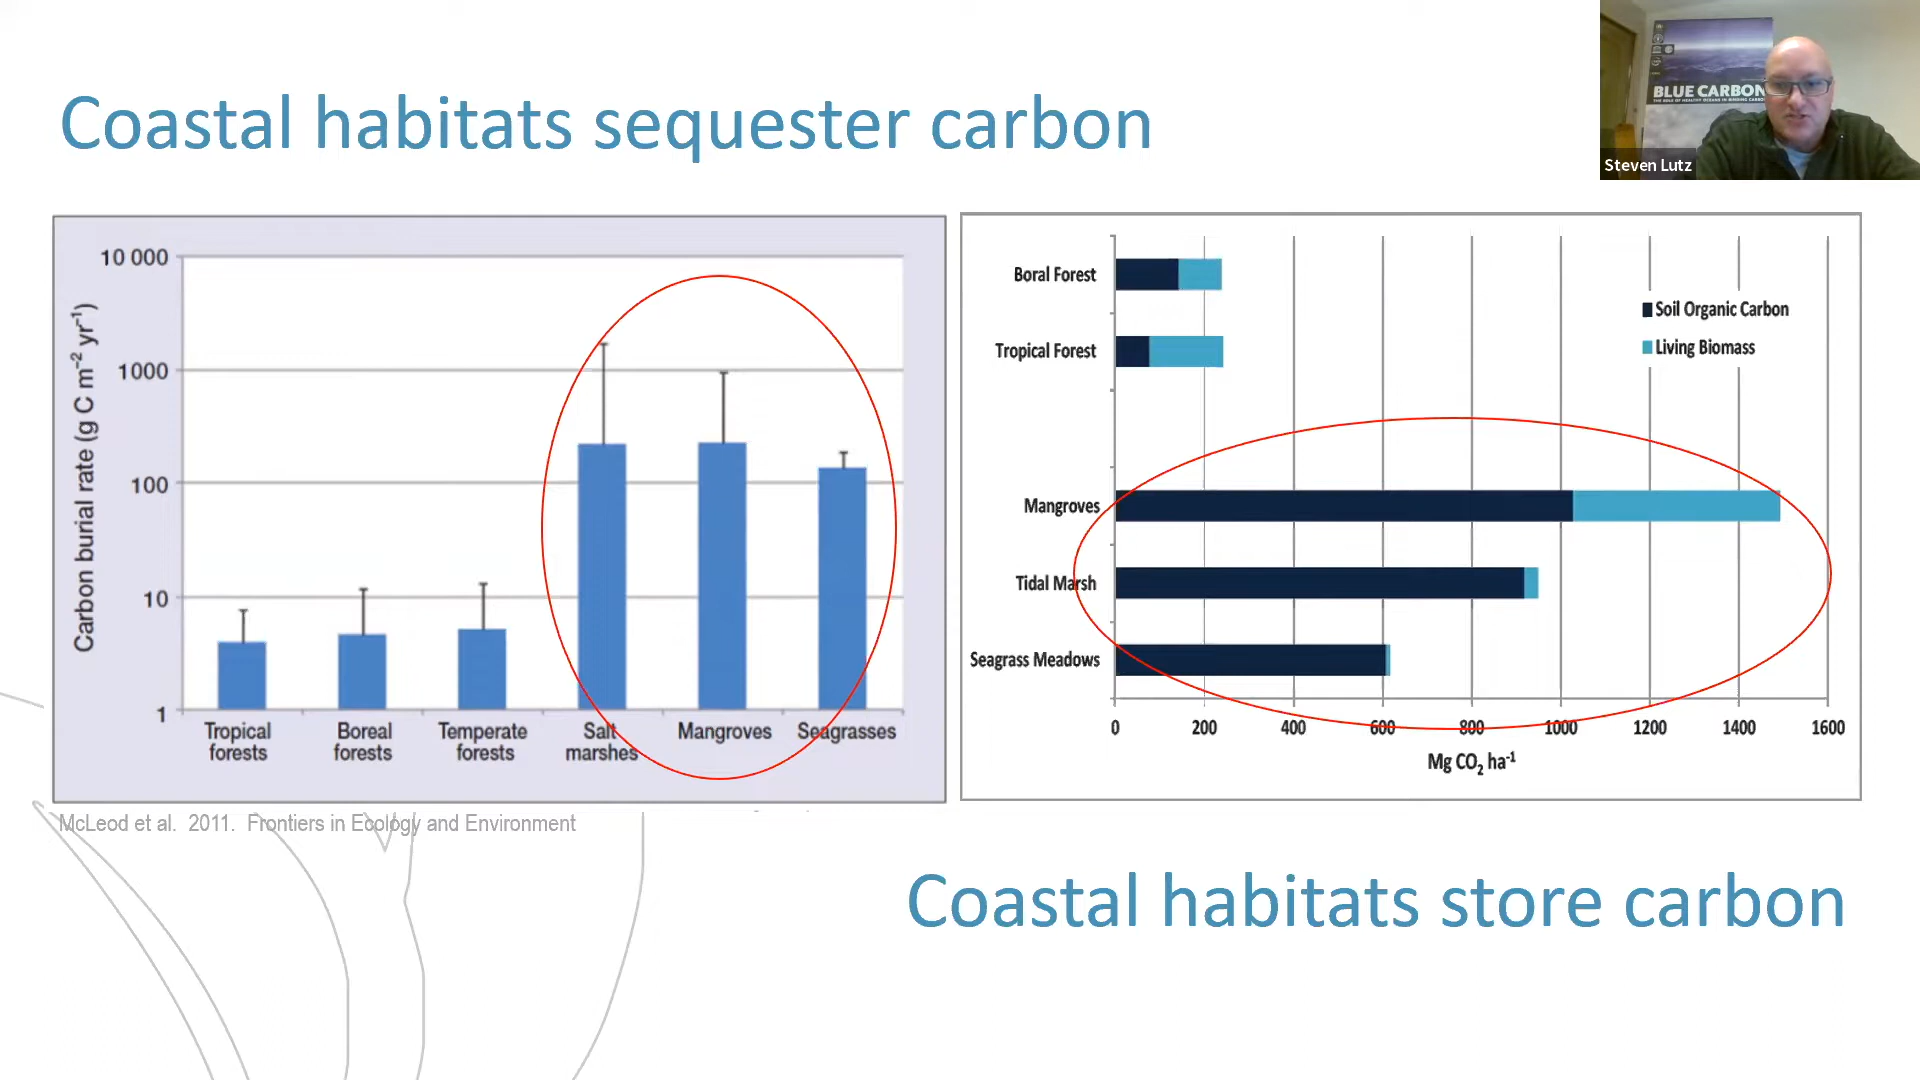 Coastal habitats sequester carbon
BLUE CARBON
Steven Lutz
Carbon burial rate (g C m⁻² yr⁻¹)
10 000
1000
100
10
1
Tropical forests
Boreal forests
Temperate forests
Salt marshes
Mangroves
Seagrasses
McLeod et al. 2011. Frontiers in Ecology and Environment
Boral Forest
Tropical Forest
Mangroves
Tidal Marsh
Seagrass Meadows
Soil Organic Carbon
Living Biomass
0 200 400 600 800 1000 1200 1400 1600
Mg CO₂ ha⁻¹
Coastal habitats store carbon